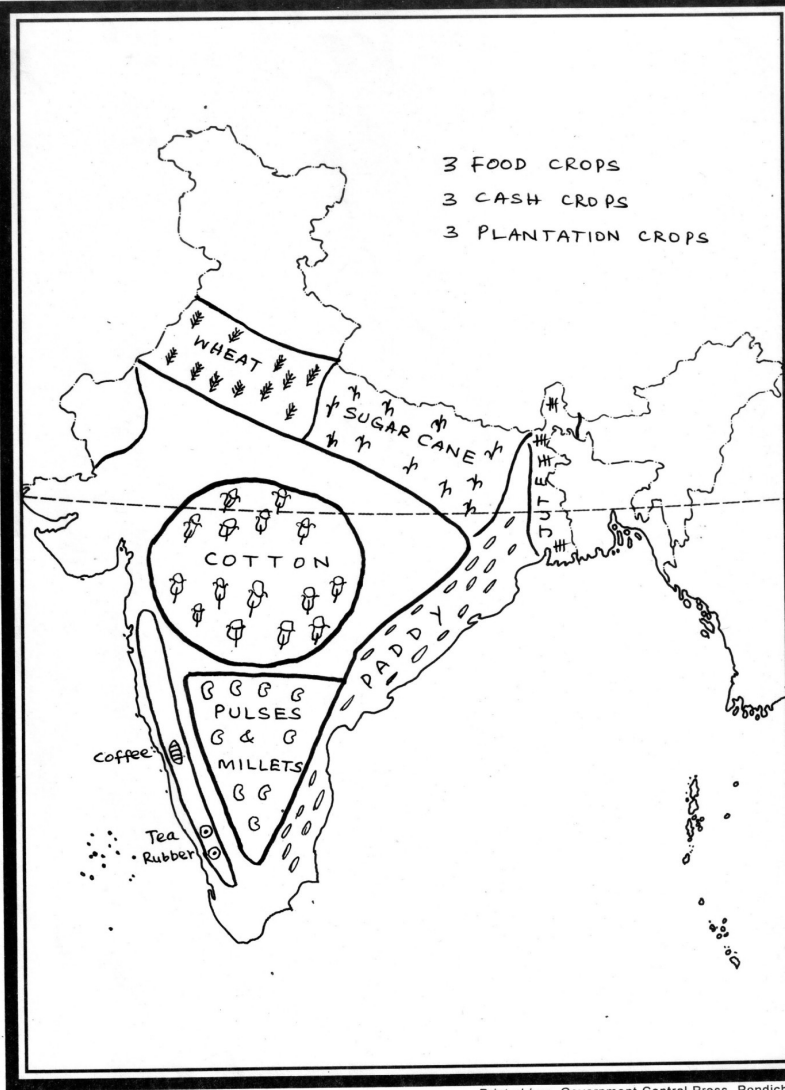 3 FOOD CROPS
3 CASH CROPS
3 PLANTATION CROPS
WHEAT
SUGAR CANE
JUTE
COTTON
PADDY
PULSES
&
MILLETS
Coffee
Tea
Rubber
Government Central Press, Pondich